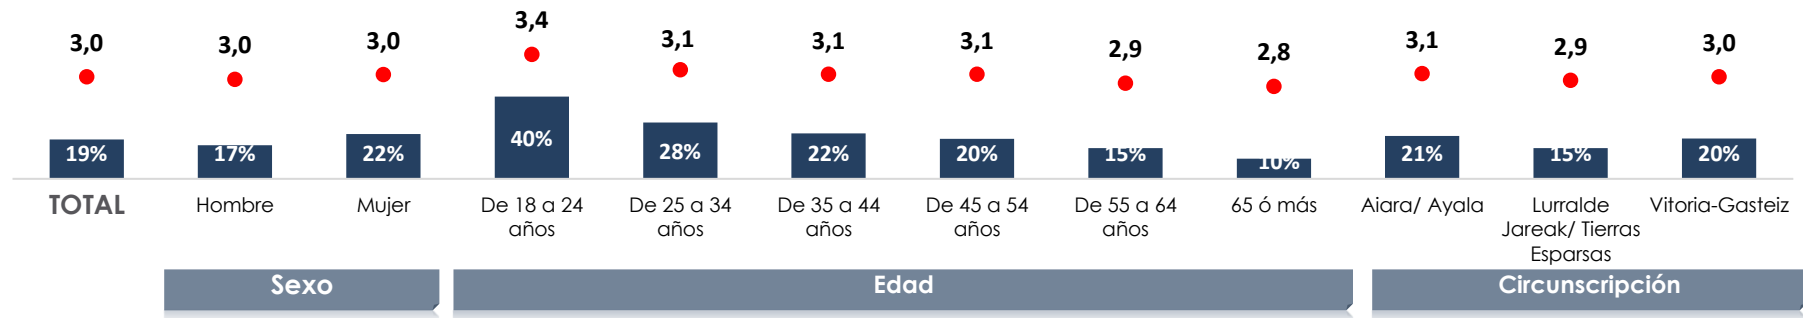 3,0 3,0 3,0 3,4 3,1 3,1 3,1 2,9 2,8 3,1 2,9 3,0
19% 17% 22% 40% 28% 22% 20% 15% 10% 21% 15% 20%
TOTAL Hombre Mujer De 18 a 24 De 25 a 34 De 35 a 44 De 45 a 54 De 55 a 64 65 ó más Aiara/ Ayala Lurralde Vitoria-Gasteiz
años años años años años Jareak/ Tierras
Esparsas
Sexo Edad Circunscripción